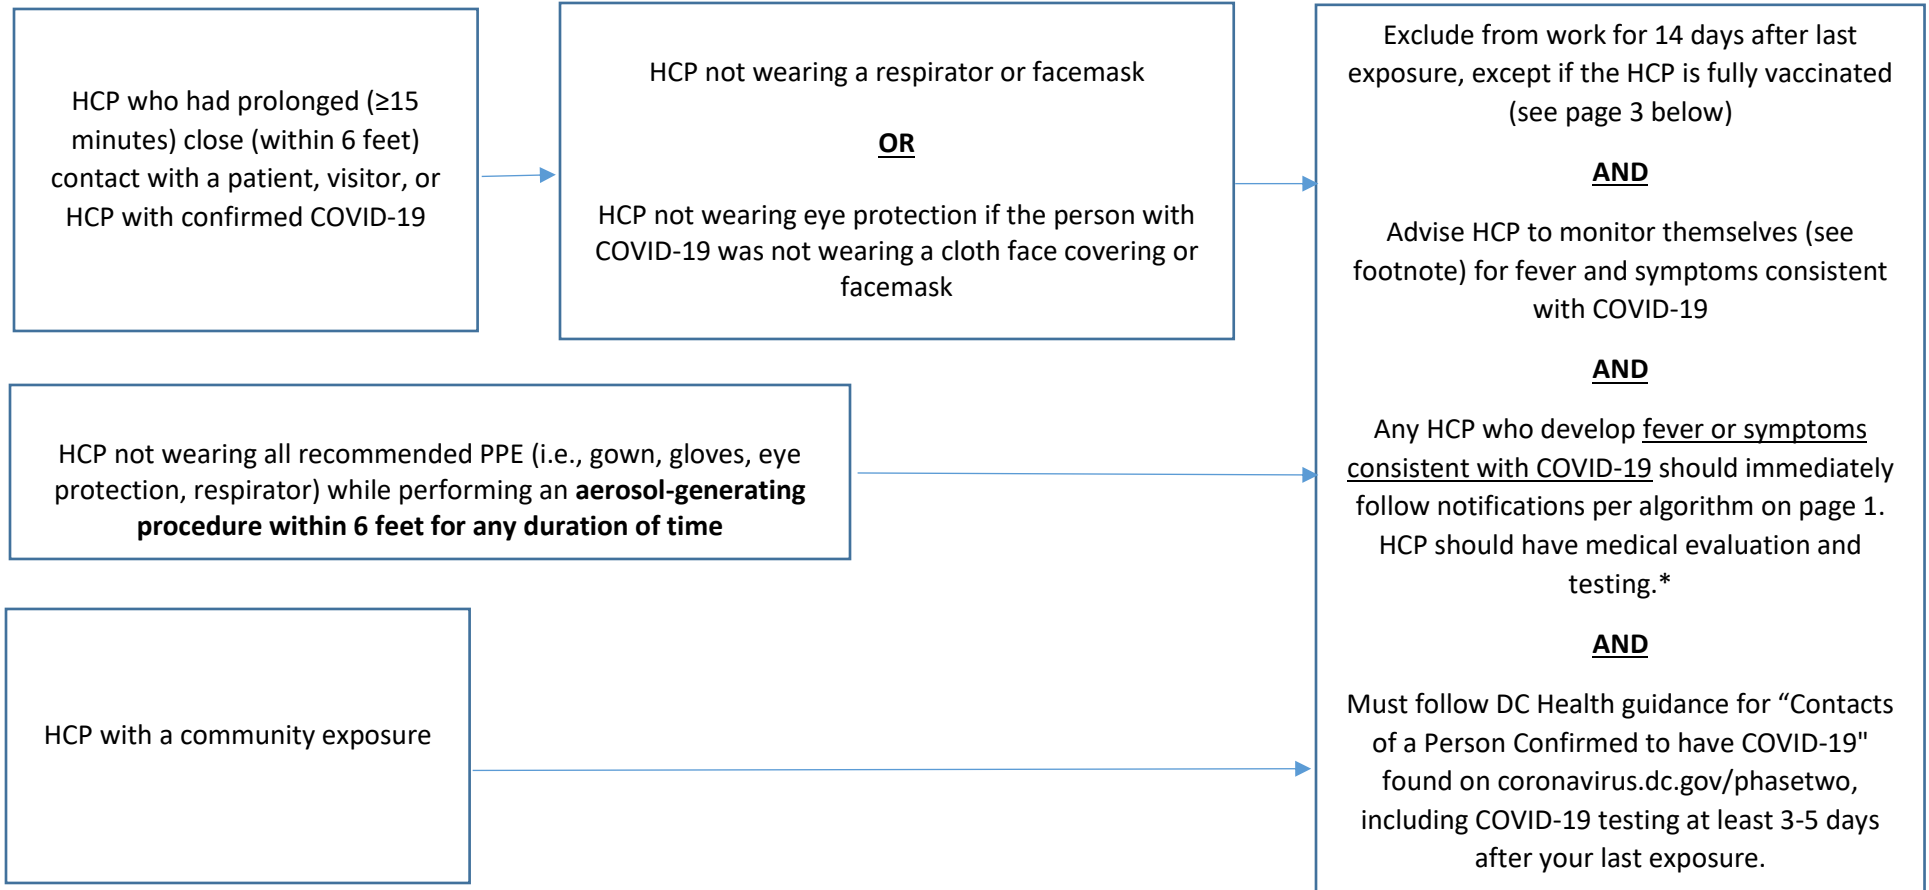 HCP who had prolonged (≥15
minutes) close (within 6 feet)
contact with a patient, visitor, or
HCP with confirmed COVID-19
HCP not wearing a respirator or facemask
OR
HCP not wearing eye protection if the person with
COVID-19 was not wearing a cloth face covering or
facemask
HCP not wearing all recommended PPE (i.e., gown, gloves, eye
protection, respirator) while performing an aerosol-generating
procedure within 6 feet for any duration of time
HCP with a community exposure
Exclude from work for 14 days after last
exposure, except if the HCP is fully vaccinated
(see page 3 below)
AND
Advise HCP to monitor themselves (see
footnote) for fever and symptoms consistent
with COVID-19
AND
Any HCP who develop fever or symptoms
consistent with COVID-19 should immediately
follow notifications per algorithm on page 1.
HCP should have medical evaluation and
testing.*
AND
Must follow DC Health guidance for “Contacts
of a Person Confirmed to have COVID-19"
found on coronavirus.dc.gov/phasetwo,
including COVID-19 testing at least 3-5 days
after your last exposure.